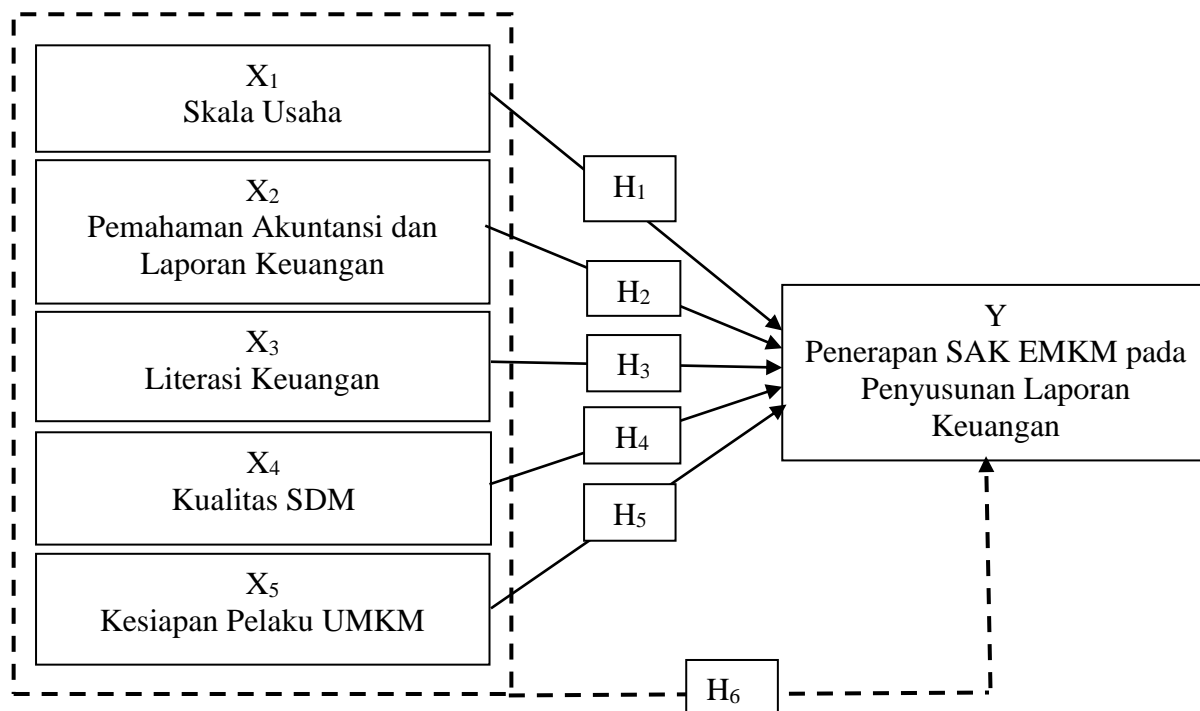 X1
Skala Usaha
X2
Pemahaman Akuntansi dan
Laporan Keuangan
X3
Literasi Keuangan
X4
Kualitas SDM
X5
Kesiapan Pelaku UMKM
H1
H2
H3
H4
H5
H6
Y
Penerapan SAK EMKM pada
Penyusunan Laporan
Keuangan